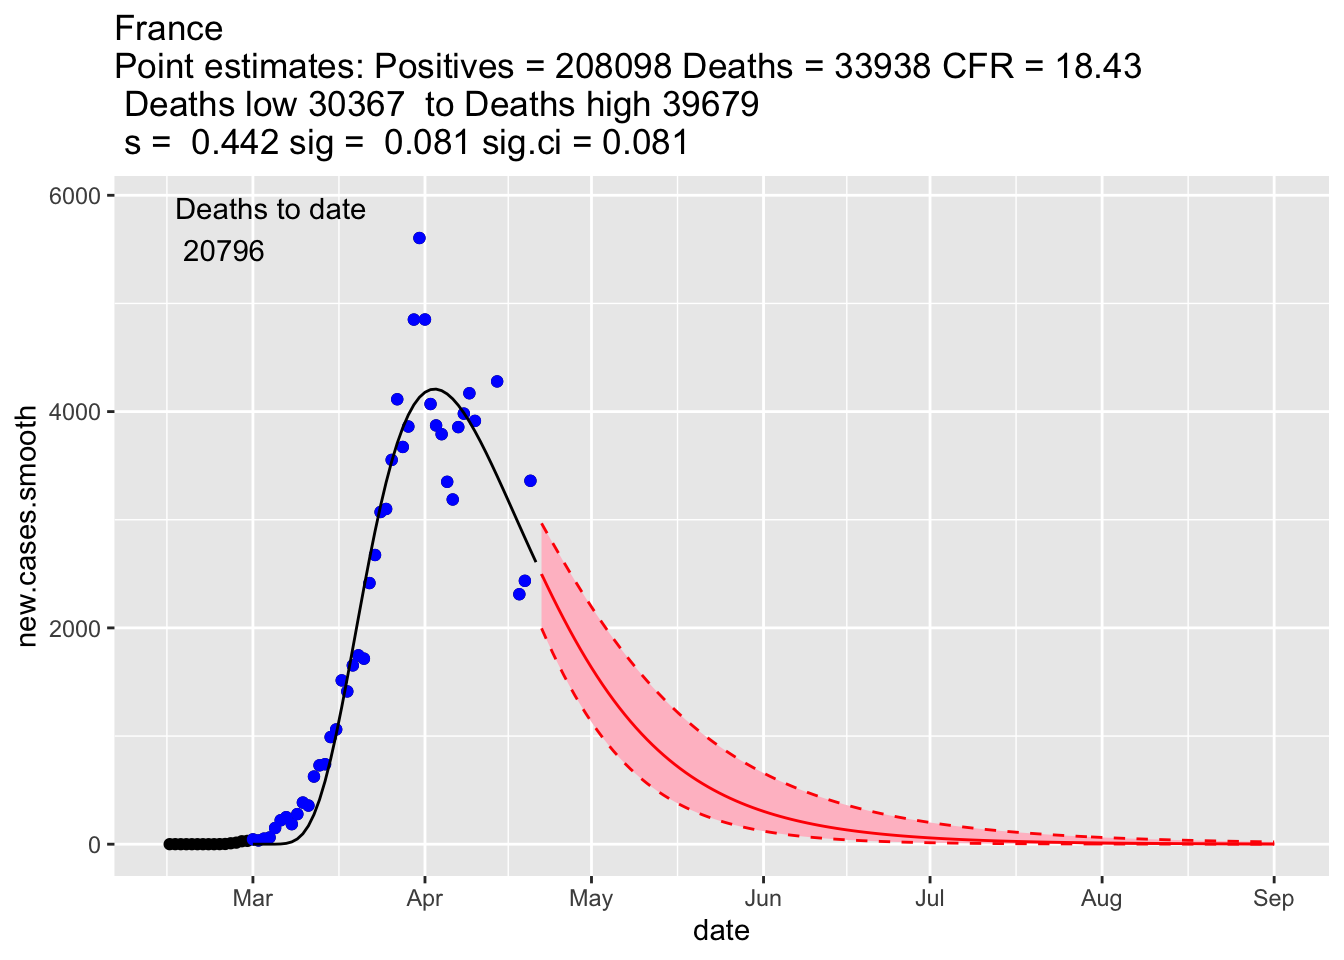 France
Point estimates: Positives = 208098 Deaths = 33938 CFR = 18.43
Deaths low 30367  to Deaths high 39679
s =  0.442 sig =  0.081 sig.ci = 0.081
6000
Deaths to date
20796
4000
new.cases.smooth
2000
0
Mar Apr May Jun Jul Aug Sep
date